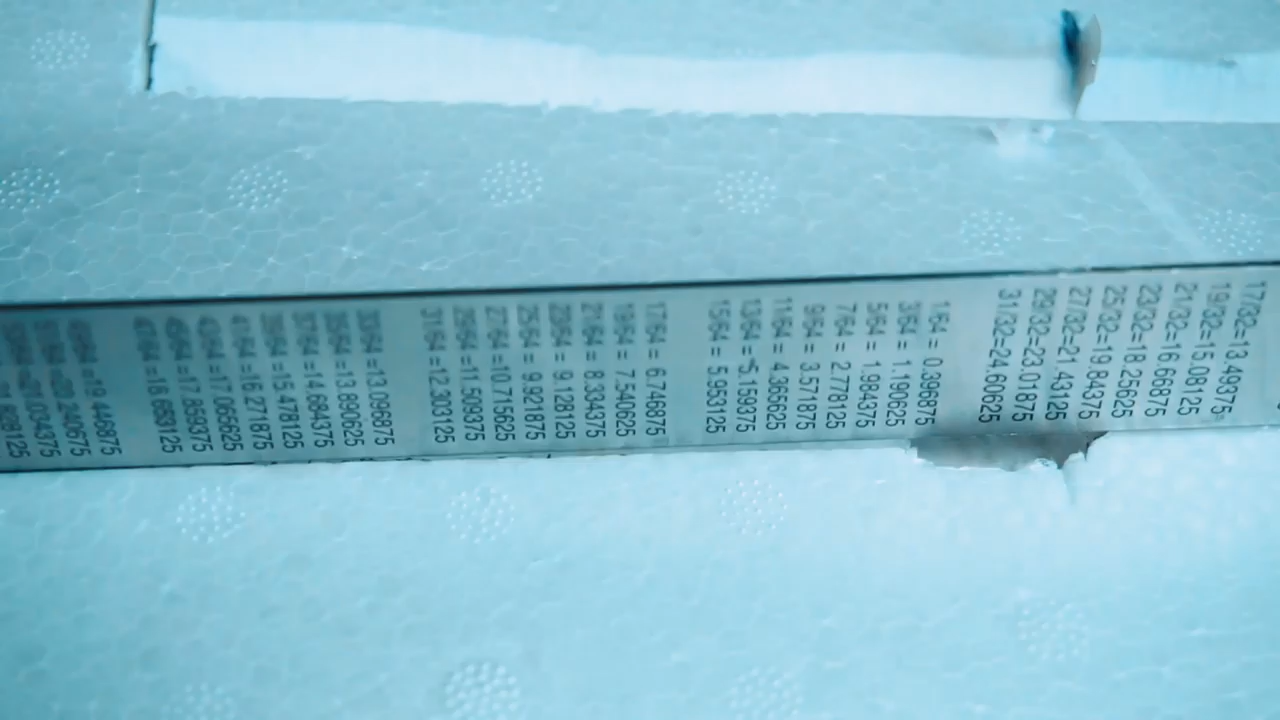 17/32=13.49375
19/32=15.08125
21/32=16.66875
23/32=18.25625
25/32=19.84375
27/32=21.43125
29/32=23.01875
31/32=24.60625
1/64 = 0.396875
3/64 = 1.190625
5/64 = 1.984375
7/64 = 2.778125
9/64 = 3.571875
11/64 = 4.365625
13/64 = 5.159375
15/64 = 5.953125
17/64 = 6.746875
19/64 = 7.540625
21/64 = 8.334375
23/64 = 9.128125
25/64 = 9.921875
27/64 =10.715625
29/64 =11.509375
31/64 =12.303125
33/64 =13.096875
35/64 =13.890625
37/64 =14.684375
39/64 =15.478125
41/64 =16.271875
43/64 =17.065625
45/64 =17.859375
47/64 =18.653125
49/64 =19.446875